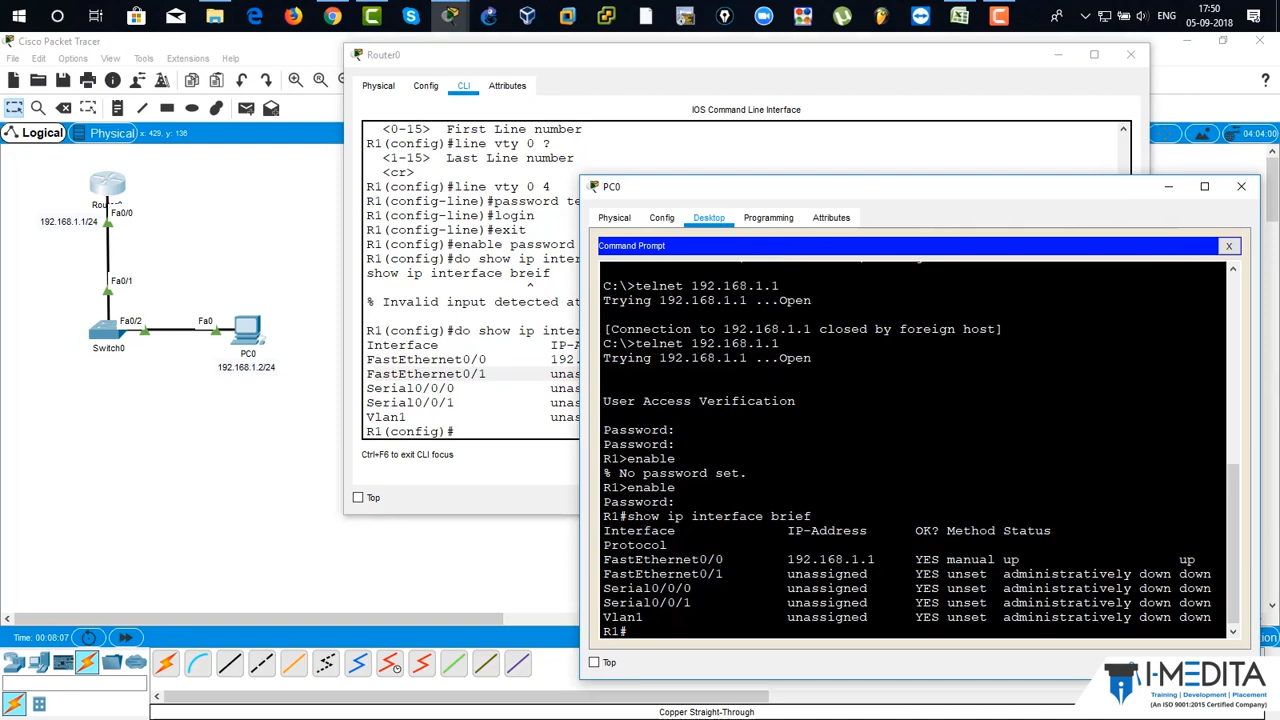 ENG
17:50
05-09-2018
Cisco Packet Tracer
File Edit Options View Tools Extensions Help
Logical
Physical x: 429, y: 136
04:04:00
Fa0/0
192.168.1.1/24
Fa0/1
Fa0/2
Fa0
Switch0
PC0
192.168.1.2/24
Router0
Physical Config CLI Attributes
IOS Command Line Interface
<0-15> First Line number
R1(config)#line vty 0 ?
<1-15> Last Line number
<cr>
R1(config)#line vty 0 4
R1(config-line)#password te
R1(config-line)#login
R1(config-line)#exit
R1(config)#enable password
R1(config)#do show ip inter
show ip interface breif
^
% Invalid input detected at
R1(config)#do show ip inter
Interface IP-A
FastEthernet0/0 192.
FastEthernet0/1 unas
Serial0/0/0 unas
Serial0/0/1 unas
Vlan1 unas
R1(config)#
Ctrl+F6 to exit CLI focus
Top
PC0
Physical Config Desktop Programming Attributes
Command Prompt
X
C:\>telnet 192.168.1.1
Trying 192.168.1.1 ...Open
[Connection to 192.168.1.1 closed by foreign host]
C:\>telnet 192.168.1.1
Trying 192.168.1.1 ...Open
User Access Verification
Password:
Password:
R1>enable
% No password set.
R1>enable
Password:
R1#show ip interface brief
Interface IP-Address OK? Method Status
Protocol
FastEthernet0/0 192.168.1.1 YES manual up up
FastEthernet0/1 unassigned YES unset administratively down down
Serial0/0/0 unassigned YES unset administratively down down
Serial0/0/1 unassigned YES unset administratively down down
Vlan1 unassigned YES unset administratively down down
R1#
Top
Time: 00:08:07
Copper Straight-Through
I-MEDITA
Training | Development | Placement
(An ISO 9001:2015 Certified Company)